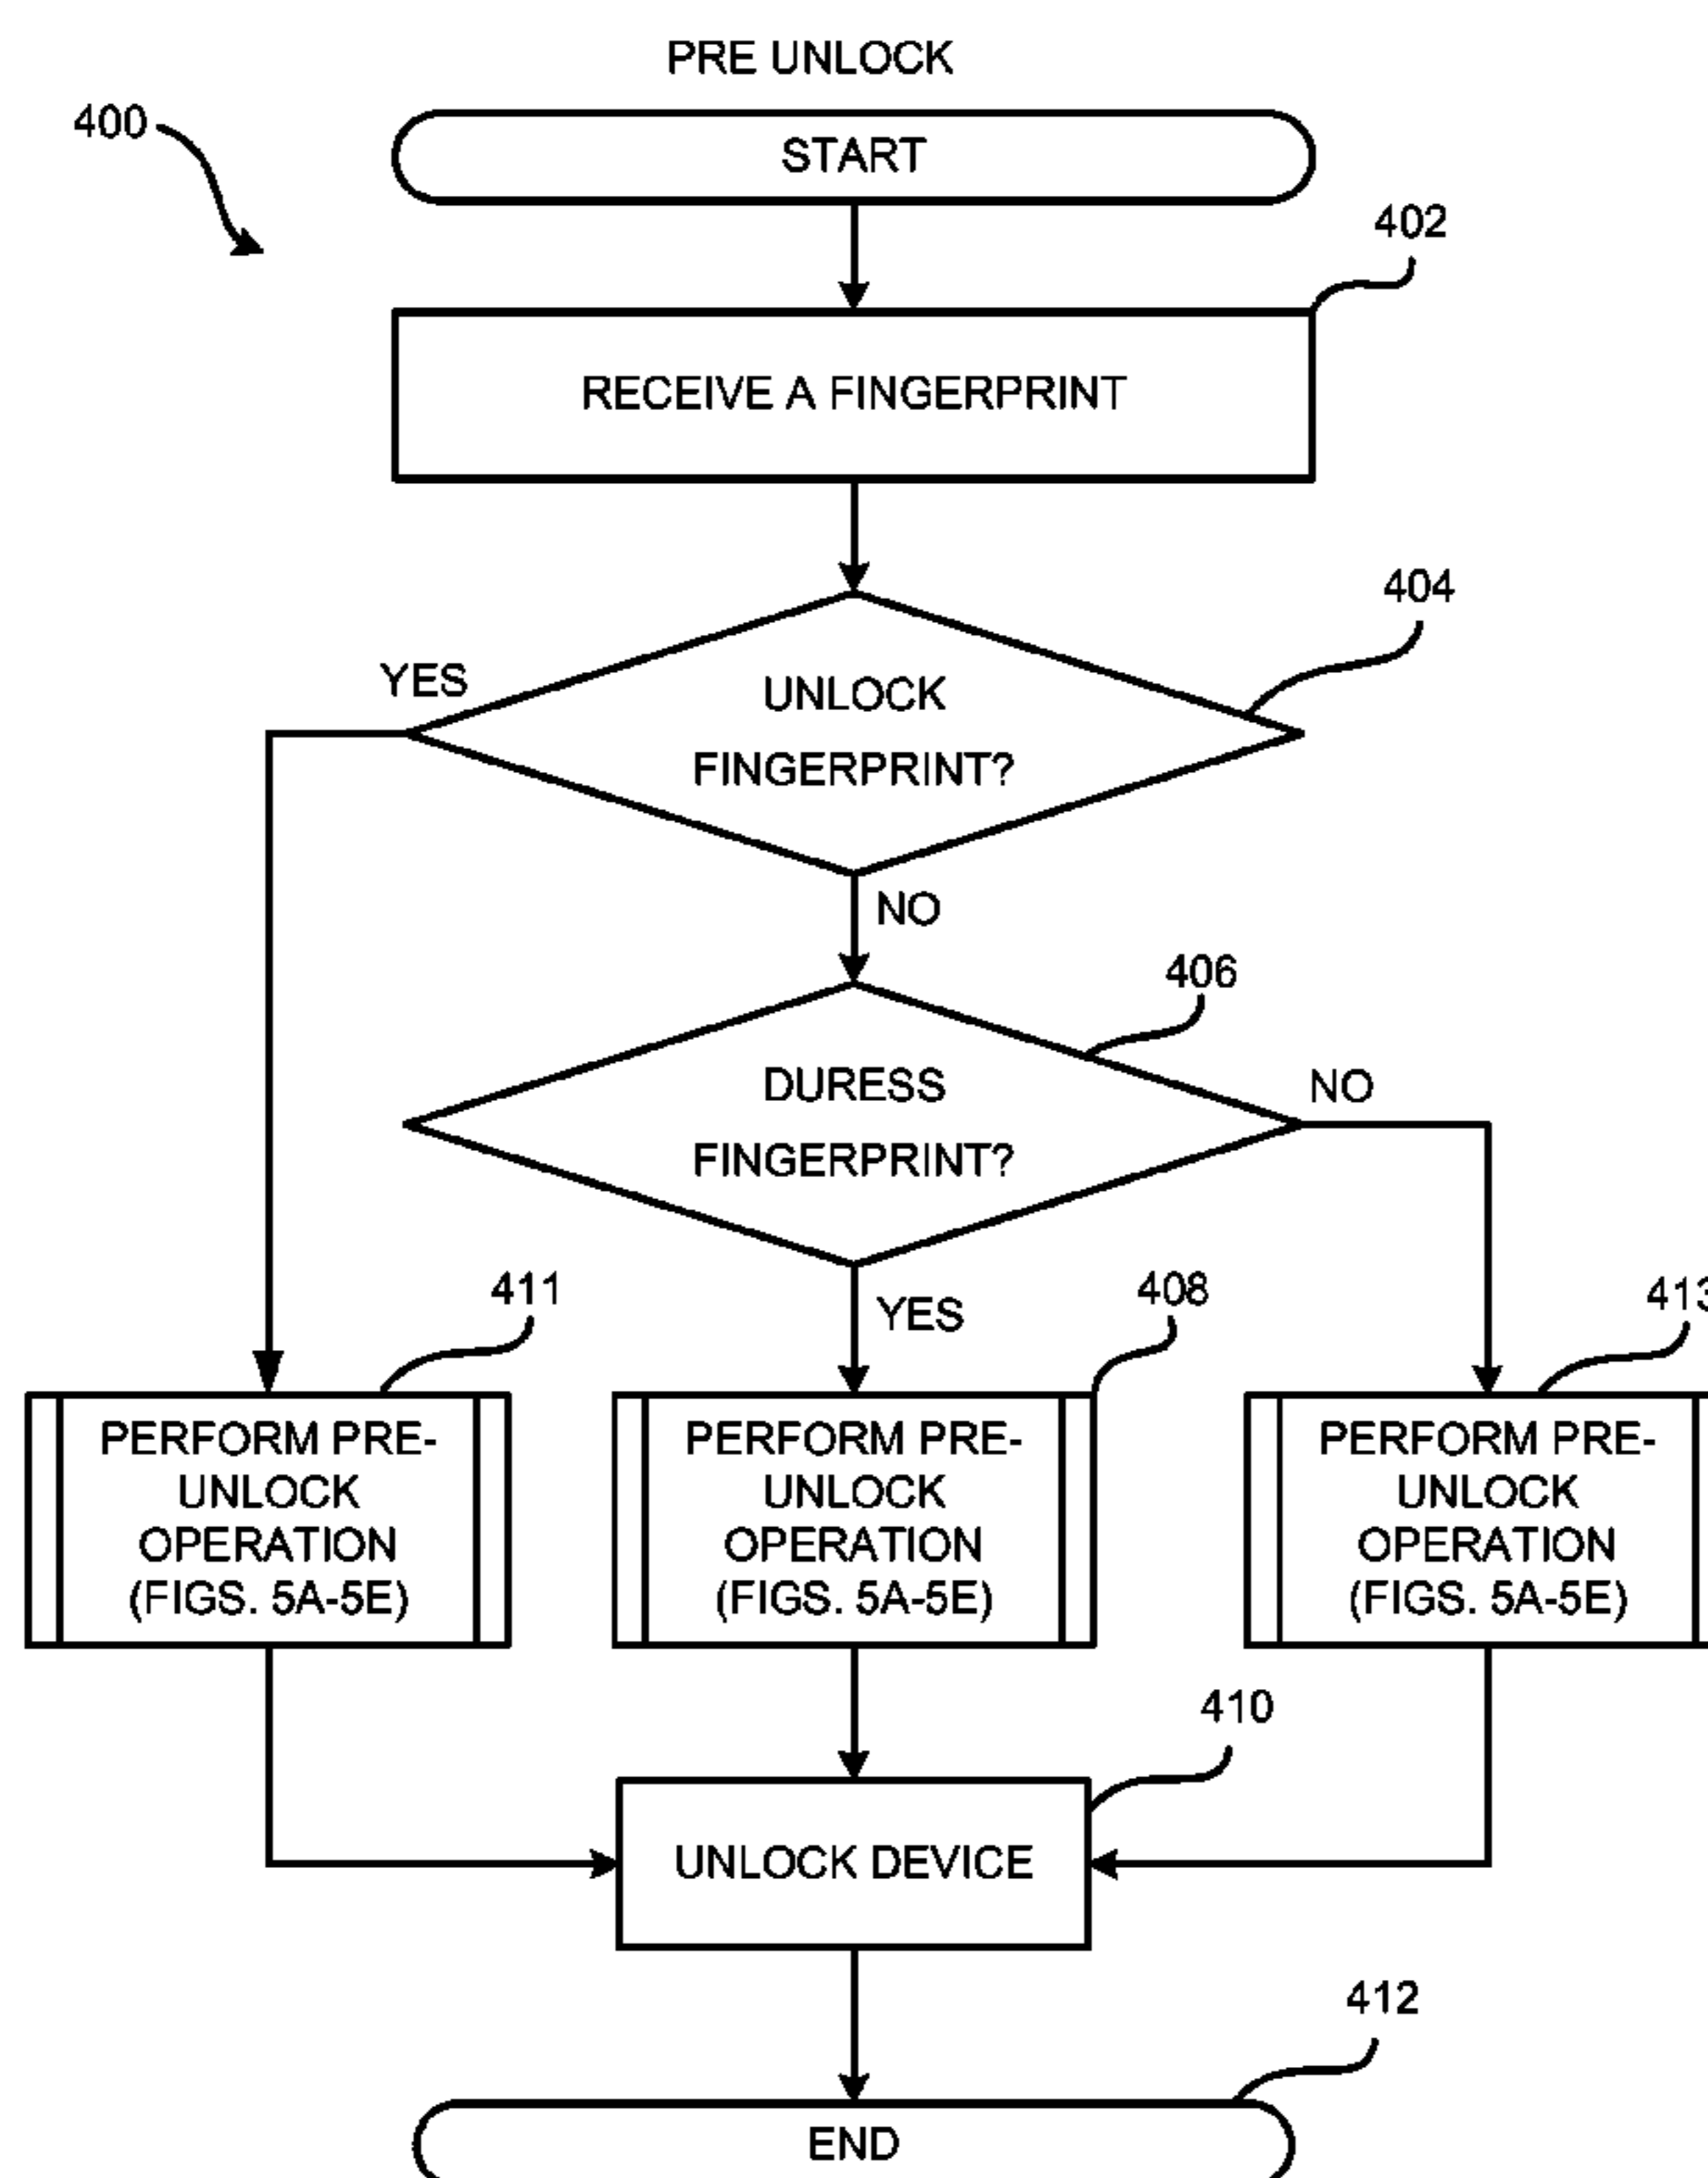 PRE UNLOCK
400
START
402
RECEIVE A FINGERPRINT
404
YES
UNLOCK
FINGERPRINT?
NO
406
DURESS
FINGERPRINT?
NO
411
YES
408
413
PERFORM PRE-
UNLOCK
OPERATION
(FIGS. 5A-5E)
PERFORM PRE-
UNLOCK
OPERATION
(FIGS. 5A-5E)
PERFORM PRE-
UNLOCK
OPERATION
(FIGS. 5A-5E)
410
UNLOCK DEVICE
412
END